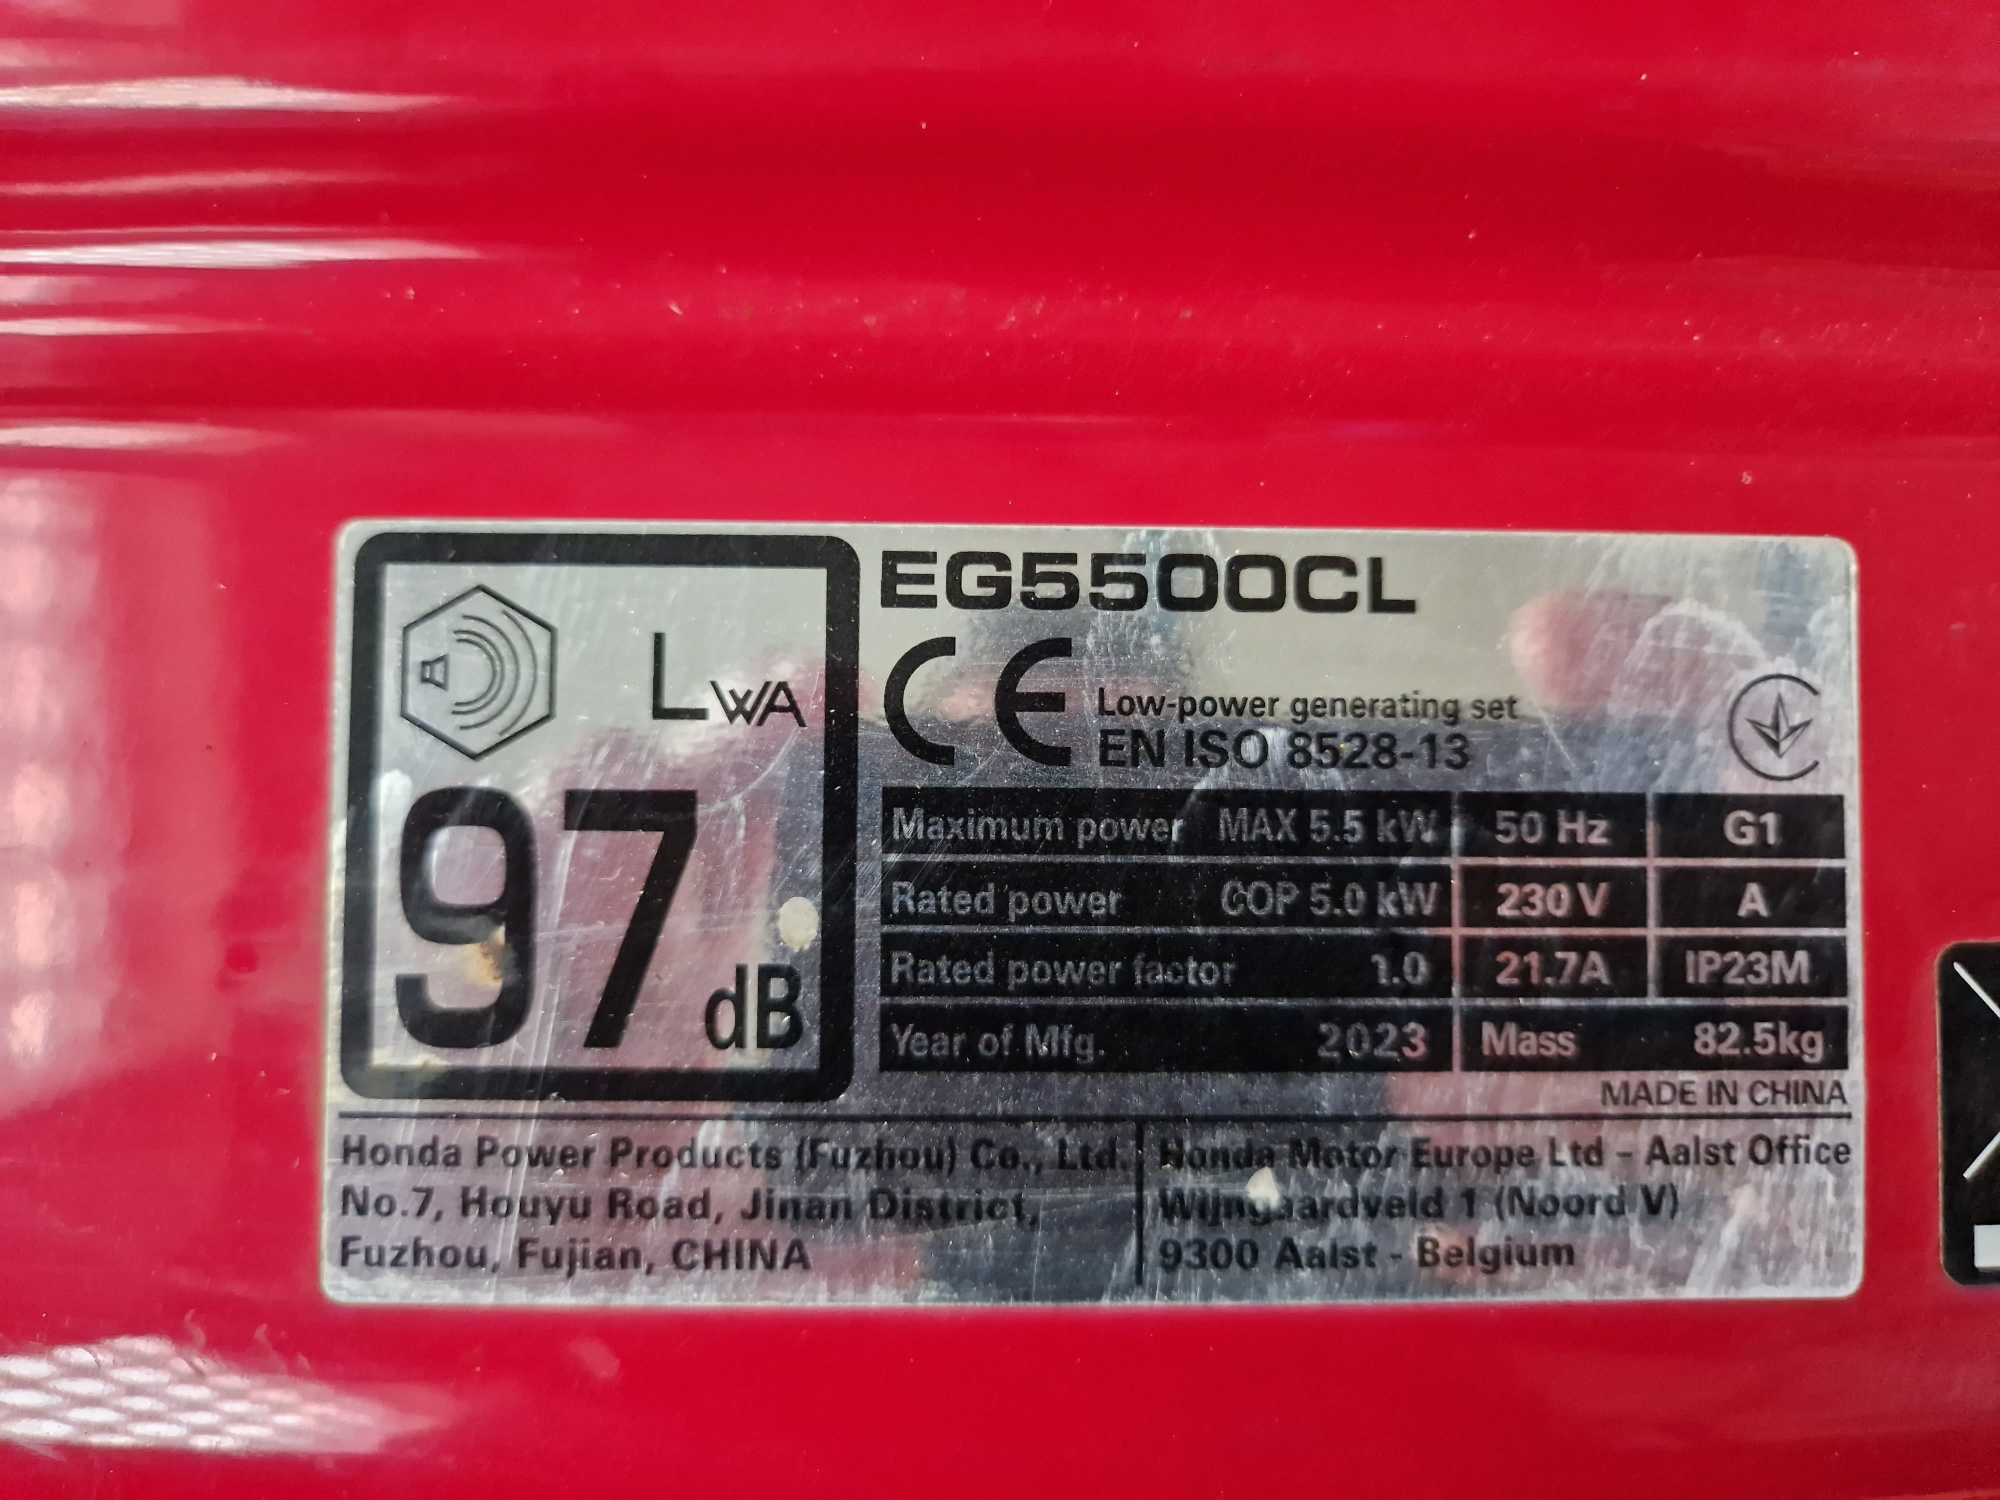 EG5500CL
LWA
97 dB
CE
Low-power generating set
EN ISO 8528-13
Maximum power MAX 5.5 kW 50 Hz G1
Rated power COP 5.0 kW 230 V A
Rated power factor 1.0 21.7A IP23M
Year of Mfg. 2023 Mass 82.5kg
MADE IN CHINA
Honda Power Products (Fuzhou) Co., Ltd.
No.7, Houyu Road, Jinan District,
Fuzhou, Fujian, CHINA
Honda Motor Europe Ltd - Aalst Office
Wijngaardveld 1 (Noord V)
9300 Aalst - Belgium